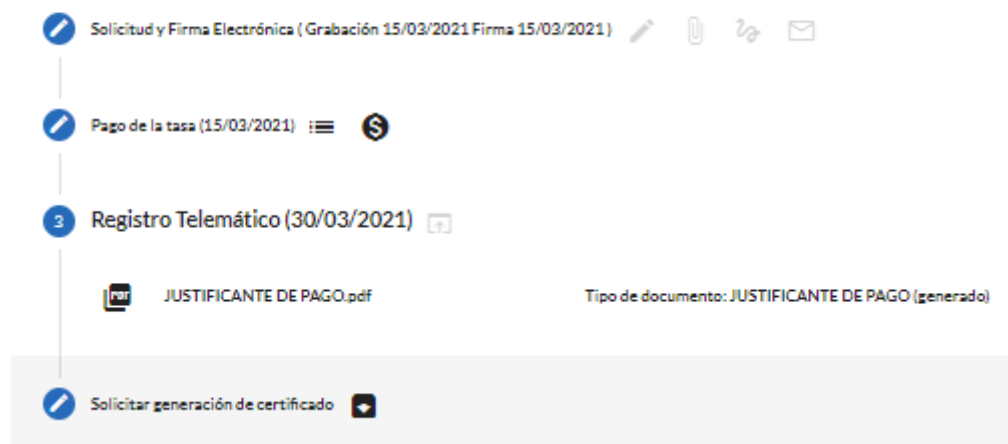 Solicitud y Firma Electrónica ( Grabación 15/03/2021 Firma 15/03/2021 )
Pago de la tasa (15/03/2021)
3 Registro Telemático (30/03/2021)
PDF JUSTIFICANTE DE PAGO.pdf Tipo de documento: JUSTIFICANTE DE PAGO (generado)
Solicitar generación de certificado